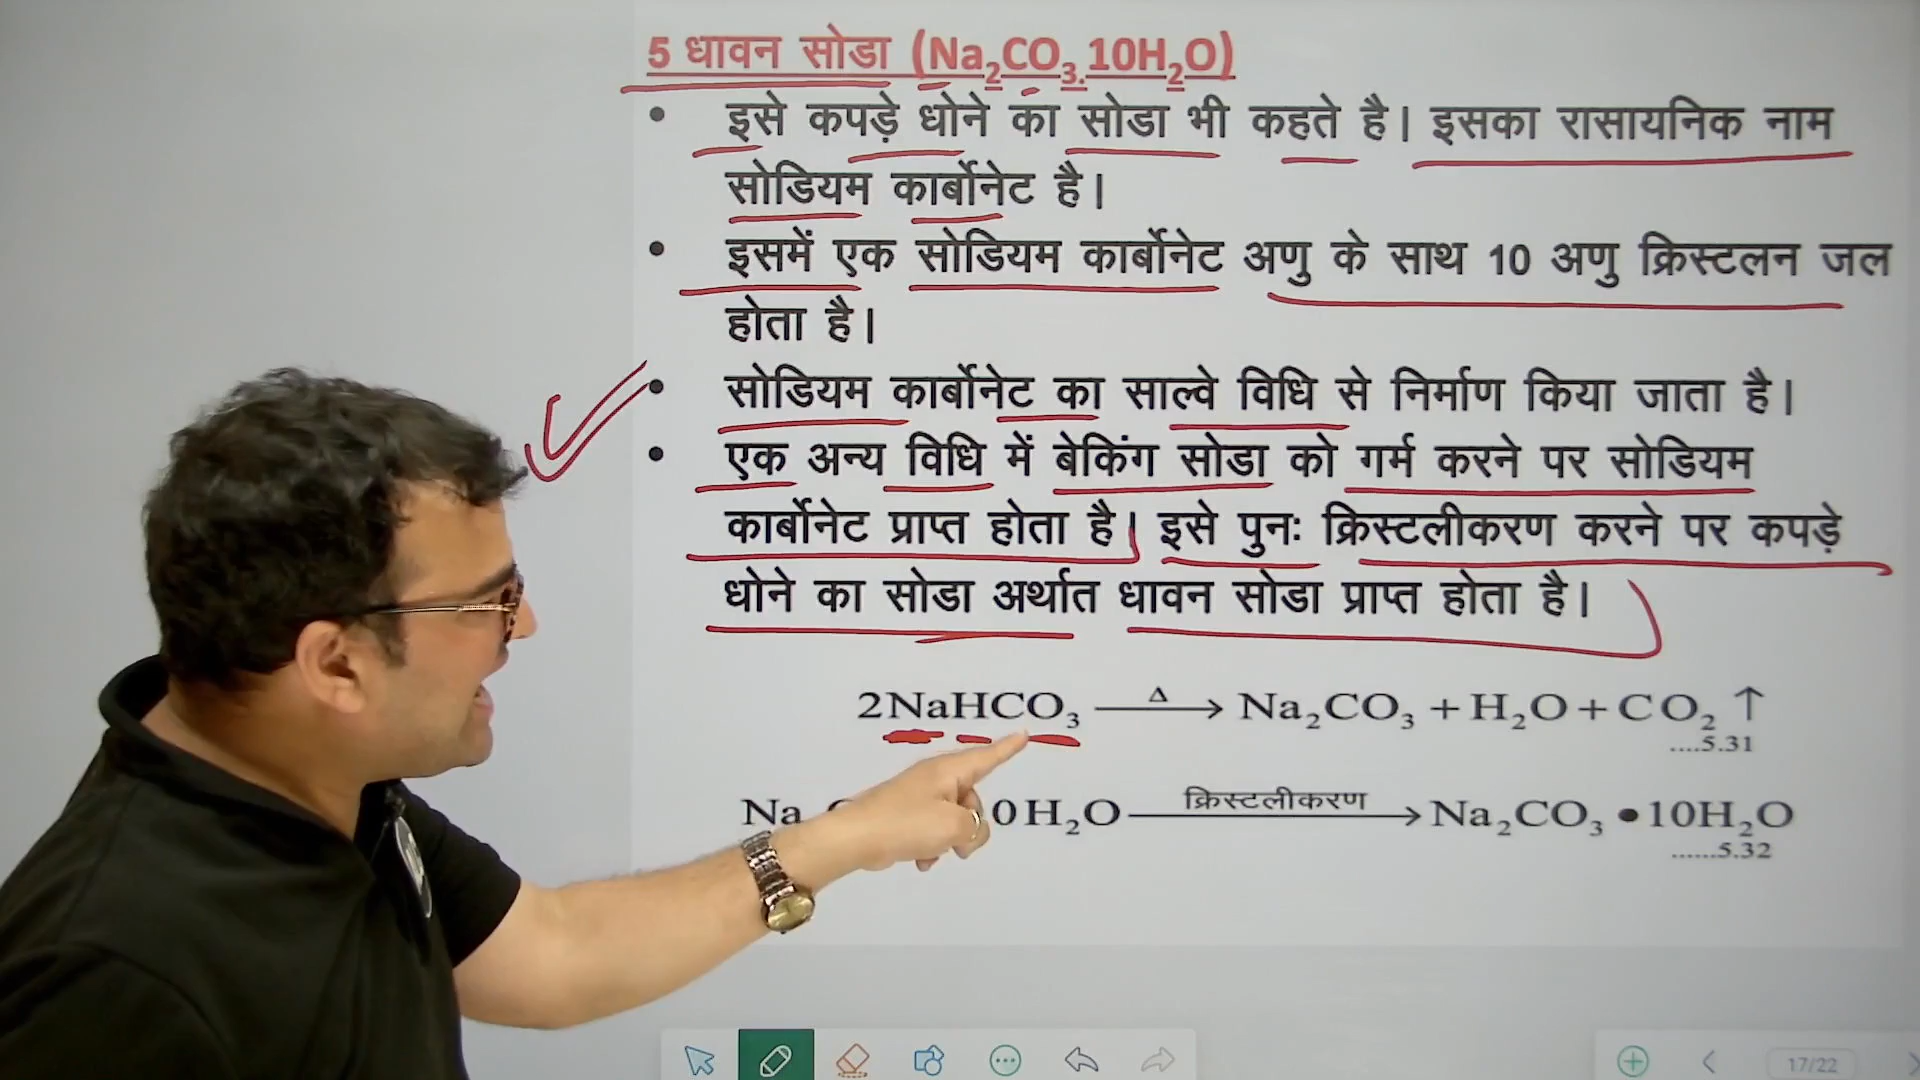 5 धावन सोडा (Na₂CO₃.10H₂O)
• इसे कपड़े धोने का सोडा भी कहते है। इसका रासायनिक नाम
सोडियम कार्बोनेट है।
• इसमें एक सोडियम कार्बोनेट अणु के साथ 10 अणु क्रिस्टलन जल
होता है।
• सोडियम कार्बोनेट का साल्वे विधि से निर्माण किया जाता है।
• एक अन्य विधि में बेकिंग सोडा को गर्म करने पर सोडियम
कार्बोनेट प्राप्त होता है। इसे पुनः क्रिस्टलीकरण करने पर कपड़े
धोने का सोडा अर्थात धावन सोडा प्राप्त होता है।
2NaHCO₃ —Δ→ Na₂CO₃ + H₂O + CO₂ ↑
....5.31
Na 0H₂O —क्रिस्टलीकरण→ Na₂CO₃ • 10H₂O
......5.32
17/22